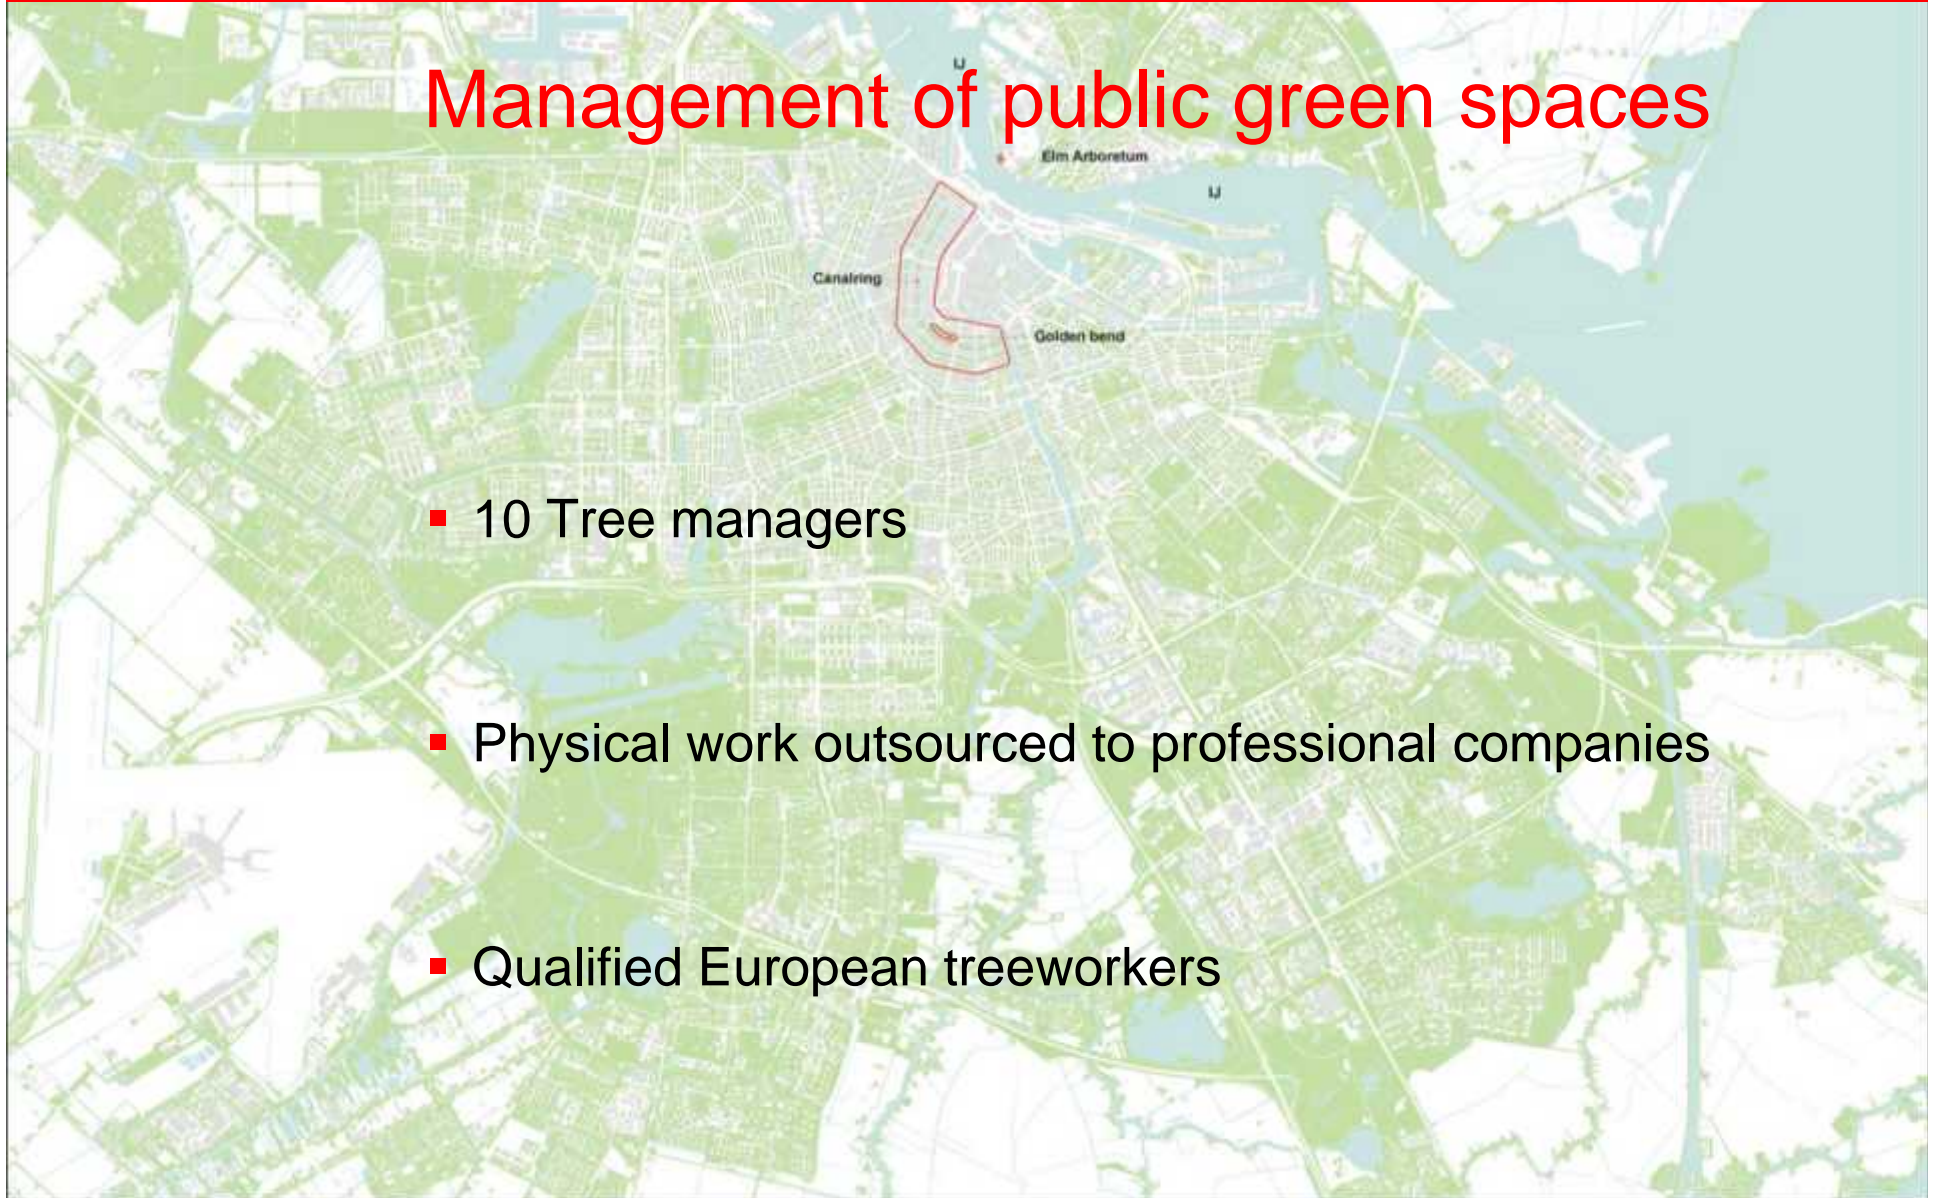 IJ
Management of public green spaces
Elm Arboretum
IJ
Canalring
Golden bend
10 Tree managers
Physical work outsourced to professional companies
Qualified European treeworkers